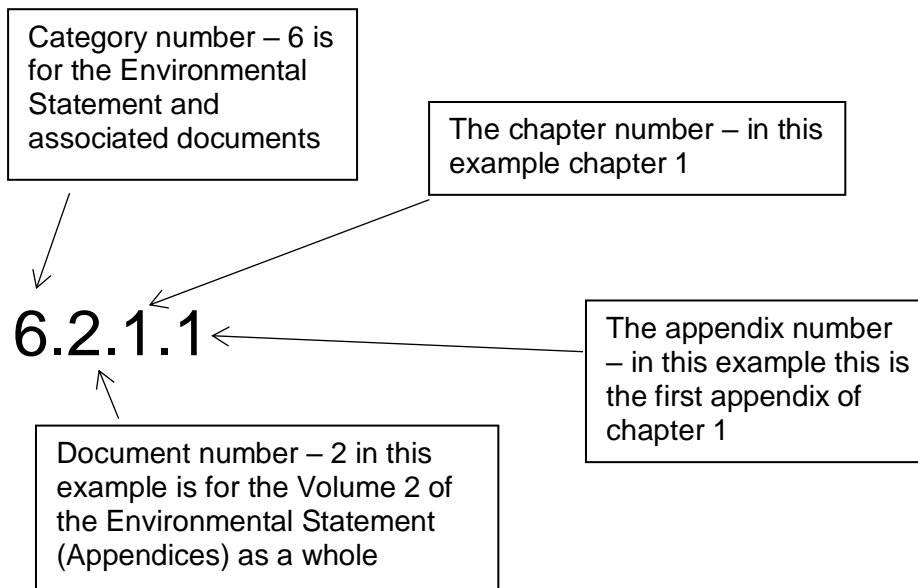 Category number – 6 is
for the Environmental
Statement and
associated documents
The chapter number – in this
example chapter 1
6.2.1.1
The appendix number
– in this example this is
the first appendix of
chapter 1
Document number – 2 in this
example is for the Volume 2 of
the Environmental Statement
(Appendices) as a whole